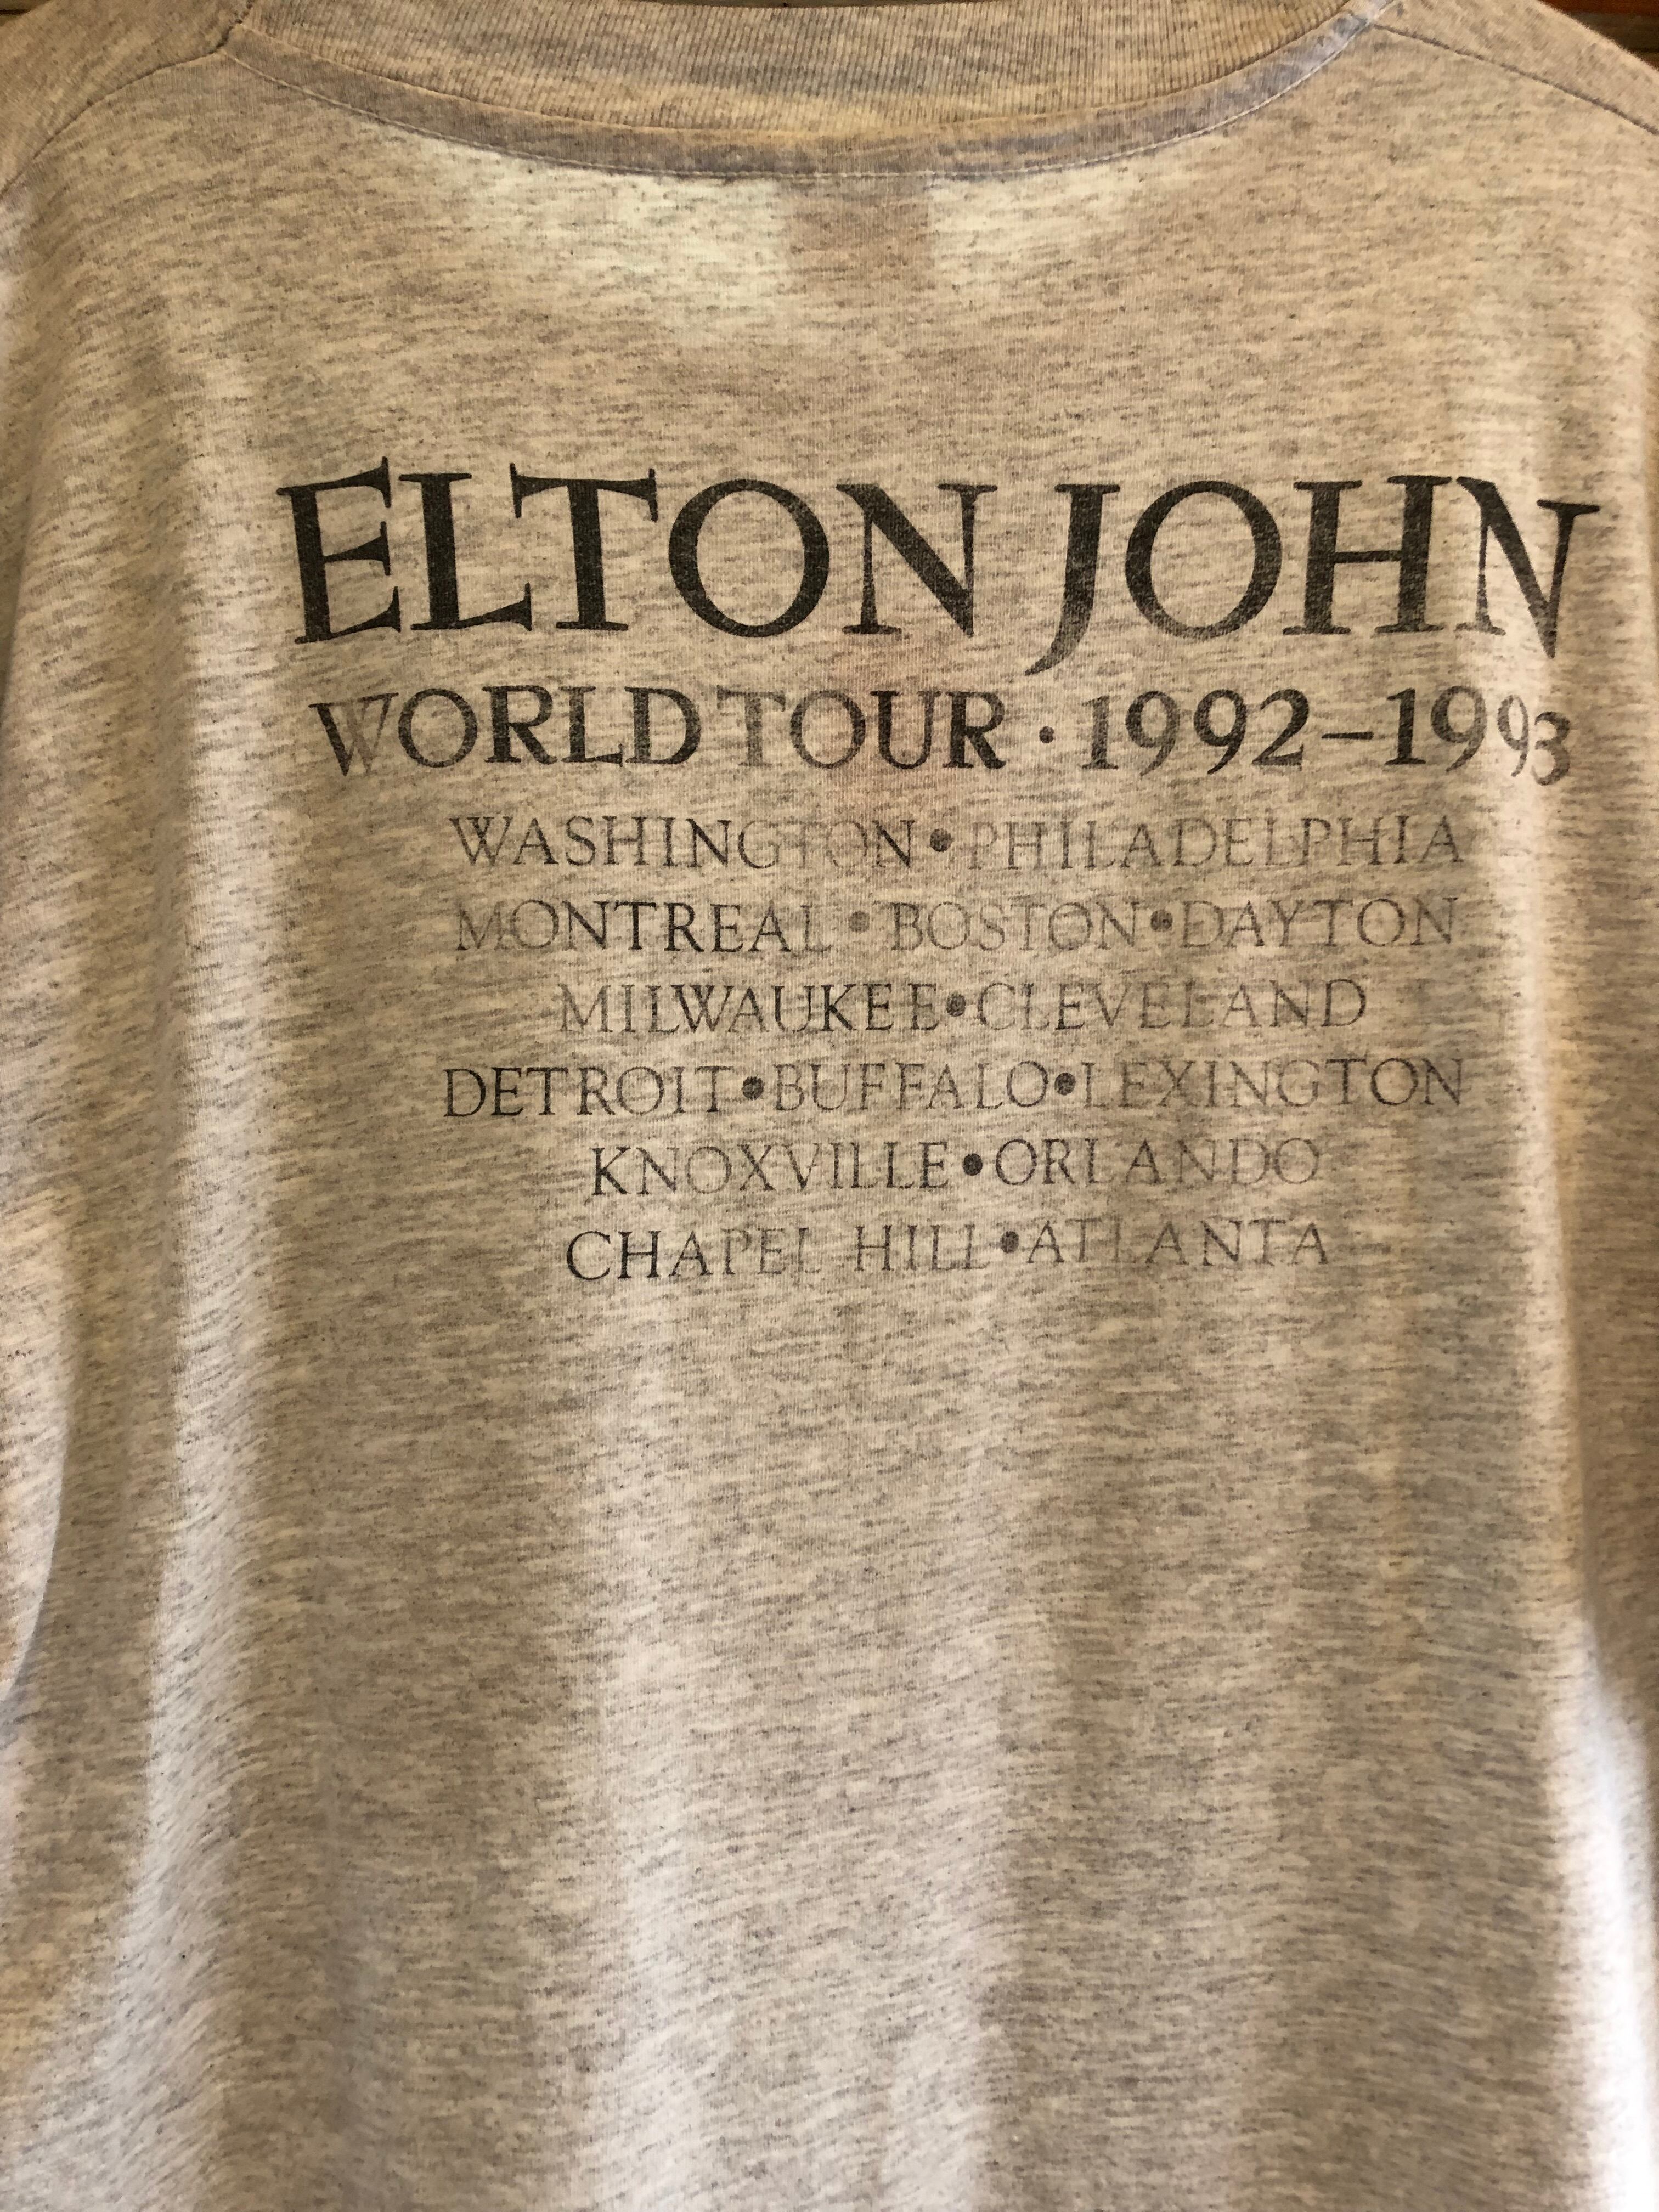 ELTON JOHN
WORLD TOUR · 1992–1993
WASHINGTON•PHILADELPHIA
MONTREAL•BOSTON•DAYTON
MILWAUKEE•CLEVELAND
DETROIT•BUFFALO•LEXINGTON
KNOXVILLE•ORLANDO
CHAPEL HILL•ATLANTA